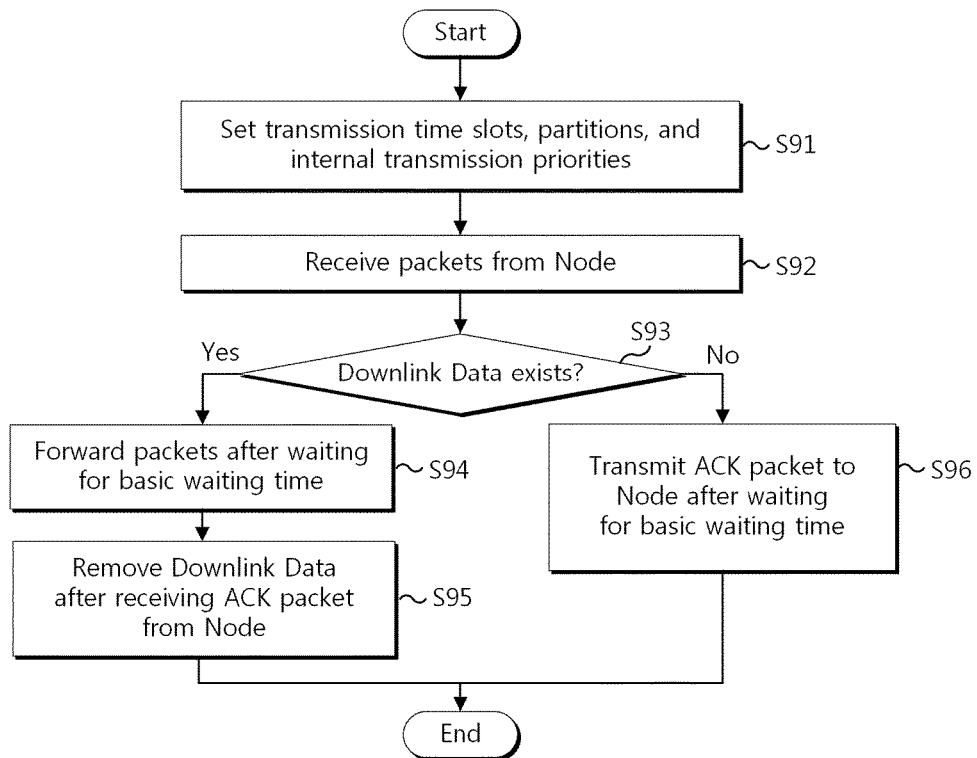 Start
Set transmission time slots, partitions, and
internal transmission priorities
S91
Receive packets from Node
S92
S93
Yes
Downlink Data exists?
No
Forward packets after waiting
for basic waiting time
S94
Transmit ACK packet to
Node after waiting
for basic waiting time
S96
Remove Downlink Data
after receiving ACK packet
from Node
S95
End